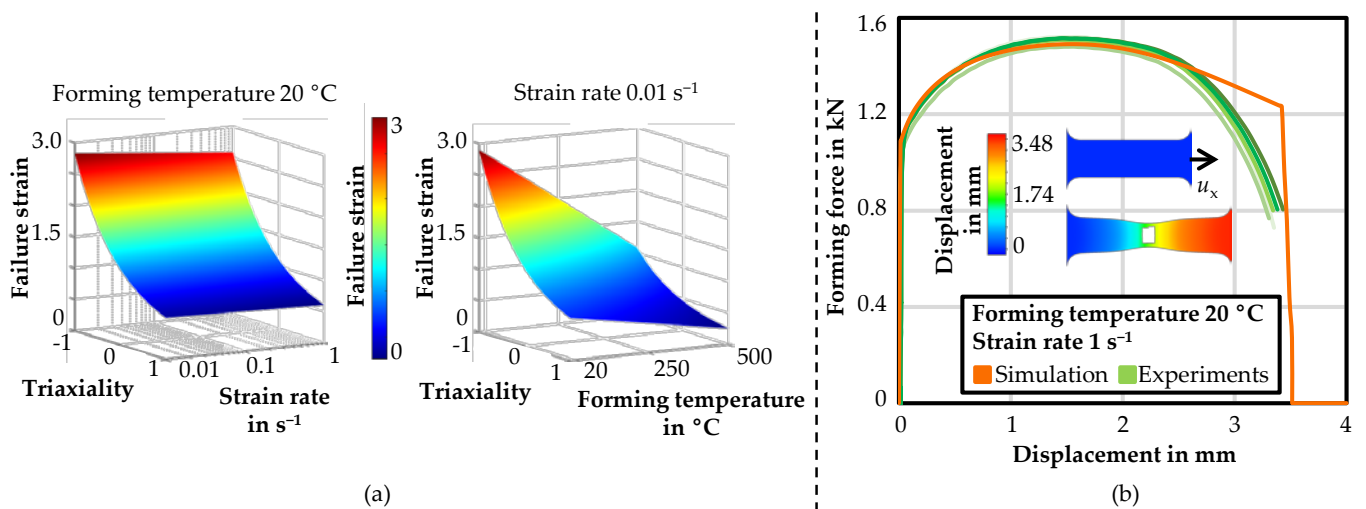 Forming temperature 20 °C
Failure strain
3.0
1.5
0
-1
0
1
Triaxiality
0.01
0.1
1
Strain rate
in s⁻¹
Failure strain
3
0
Strain rate 0.01 s⁻¹
Failure strain
3.0
1.5
0
-1
0
1
Triaxiality
20
250
500
Forming temperature
in °C
(a)
Forming force in kN
1.6
1.2
0.8
0.4
0
0
1
2
3
4
Displacement in mm
Displacement
in mm
3.48
1.74
0
uₓ
Forming temperature 20 °C
Strain rate 1 s⁻¹
Simulation Experiments
(b)